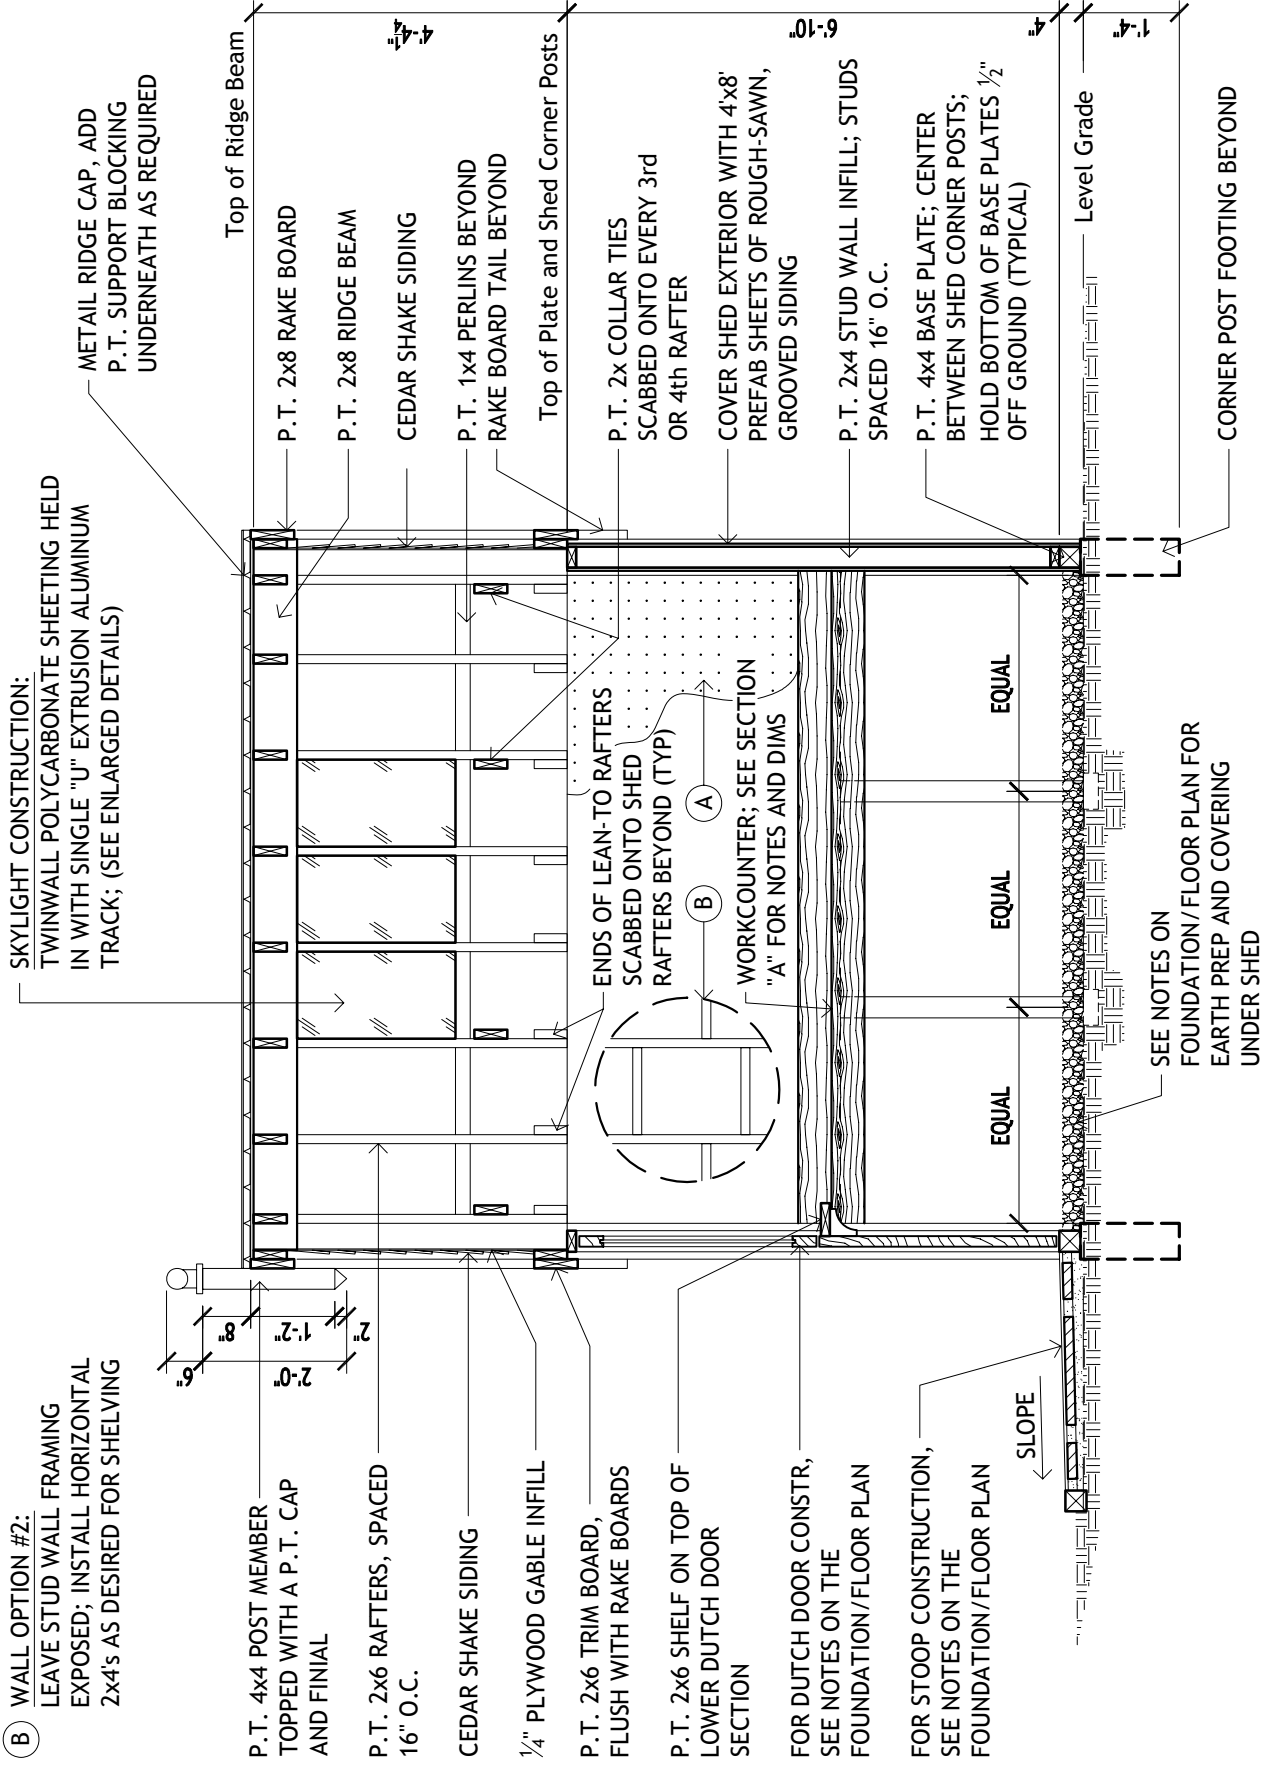 B WALL OPTION #2:
LEAVE STUD WALL FRAMING
EXPOSED; INSTALL HORIZONTAL
2x4's AS DESIRED FOR SHELVING
SKYLIGHT CONSTRUCTION:
TWINWALL POLYCARBONATE SHEETING HELD
IN WITH SINGLE "U" EXTRUSION ALUMINUM
TRACK; (SEE ENLARGED DETAILS)
METAIL RIDGE CAP, ADD
P.T. SUPPORT BLOCKING
UNDERNEATH AS REQUIRED
P.T. 4x4 POST MEMBER
TOPPED WITH A P.T. CAP
AND FINIAL
P.T. 2x6 RAFTERS, SPACED
16" O.C.
CEDAR SHAKE SIDING
1/4" PLYWOOD GABLE INFILL
P.T. 2x6 TRIM BOARD,
FLUSH WITH RAKE BOARDS
P.T. 2x6 SHELF ON TOP OF
LOWER DUTCH DOOR
SECTION
FOR DUTCH DOOR CONSTR,
SEE NOTES ON THE
FOUNDATION/FLOOR PLAN
FOR STOOP CONSTRUCTION,
SEE NOTES ON THE
FOUNDATION/FLOOR PLAN
SLOPE
6"
2'-0"
8"
1'-2"
2"
ENDS OF LEAN-TO RAFTERS
SCABBED ONTO SHED
RAFTERS BEYOND (TYP)
B
A
WORKCOUNTER; SEE SECTION
"A" FOR NOTES AND DIMS
EQUAL
EQUAL
EQUAL
SEE NOTES ON
FOUNDATION/FLOOR PLAN FOR
EARTH PREP AND COVERING
UNDER SHED
Top of Ridge Beam
P.T. 2x8 RAKE BOARD
P.T. 2x8 RIDGE BEAM
CEDAR SHAKE SIDING
P.T. 1x4 PERLINS BEYOND
RAKE BOARD TAIL BEYOND
Top of Plate and Shed Corner Posts
P.T. 2x COLLAR TIES
SCABBED ONTO EVERY 3rd
OR 4th RAFTER
COVER SHED EXTERIOR WITH 4'x8'
PREFAB SHEETS OF ROUGH-SAWN,
GROOVED SIDING
P.T. 2x4 STUD WALL INFILL; STUDS
SPACED 16" O.C.
P.T. 4x4 BASE PLATE; CENTER
BETWEEN SHED CORNER POSTS;
HOLD BOTTOM OF BASE PLATES 1/2"
OFF GROUND (TYPICAL)
Level Grade
CORNER POST FOOTING BEYOND
4'-4 1/4"
6'-10"
4"
1'-4"